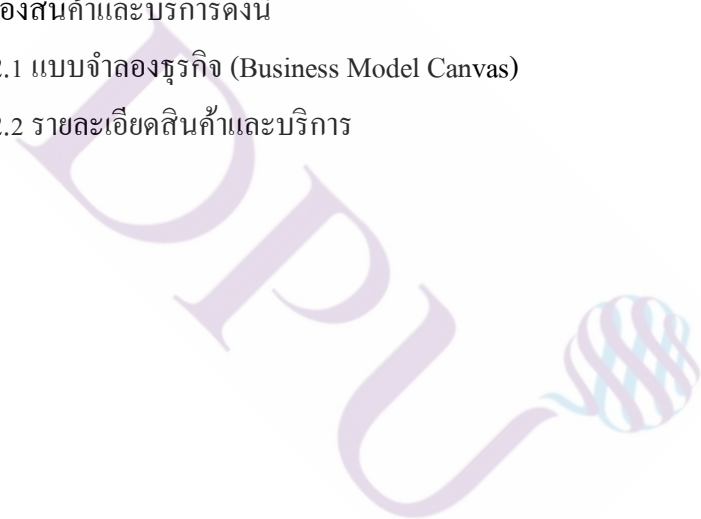 องสินค้าและบริการดังนี้
.1 แบบจำลองธุรกิจ (Business Model Canvas)
.2 รายละเอียดสินค้าและบริการ
DPU